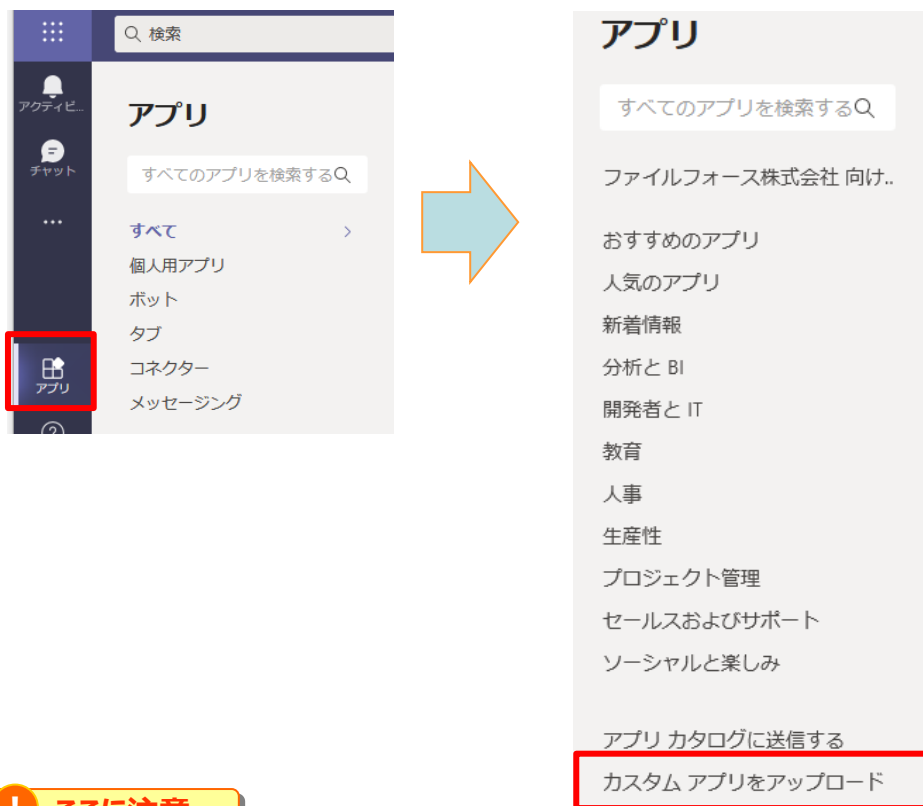 検索
アクティビ...
チャット
アプリ
アプリ
すべてのアプリを検索する
すべて
個人用アプリ
ボット
タブ
コネクター
メッセージング
アプリ
すべてのアプリを検索する
ファイルフォース株式会社 向け..
おすすめのアプリ
人気のアプリ
新着情報
分析と BI
開発者と IT
教育
人事
生産性
プロジェクト管理
セールスおよびサポート
ソーシャルと楽しみ
アプリ カタログに送信する
カスタム アプリをアップロード
ここに注意